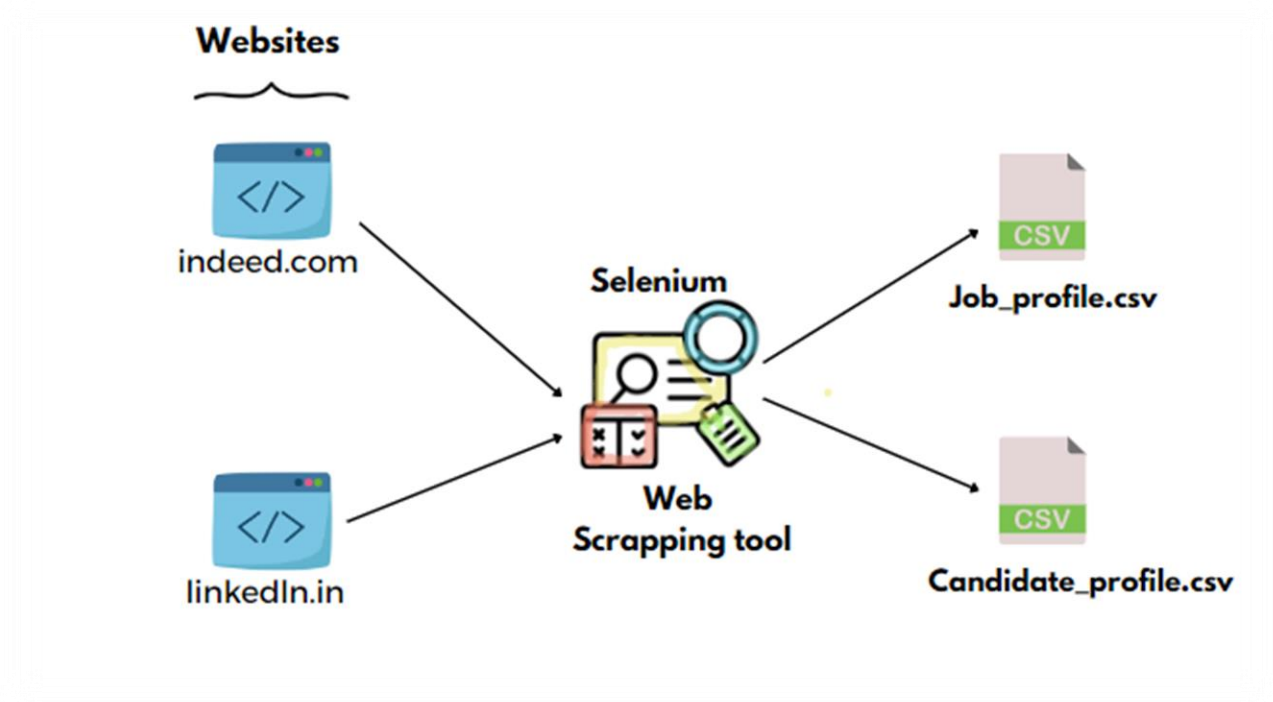 Websites
</>
indeed.com
</>
linkedIn.in
Selenium
Web
Scrapping tool
CSV
Job_profile.csv
CSV
Candidate_profile.csv